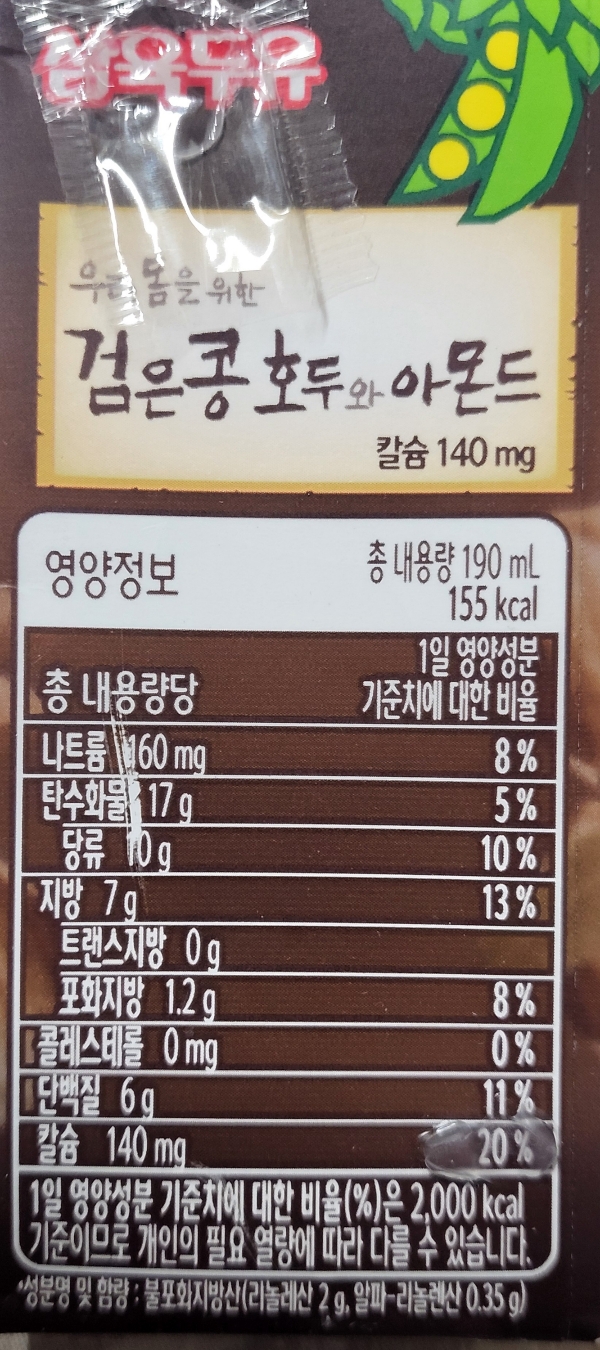 삼육두유
우리 몸을 위한
검은콩 호두와 아몬드
칼슘 140 mg
영양정보
총 내용량 190 mL
155 kcal
총 내용량당
1일 영양성분
기준치에 대한 비율
나트륨 160 mg 8 %
탄수화물 17 g 5 %
당류 10 g 10 %
지방 7 g 13 %
트랜스지방 0 g
포화지방 1.2 g 8 %
콜레스테롤 0 mg 0 %
단백질 6 g 11 %
칼슘 140 mg 20 %
1일 영양성분 기준치에 대한 비율(%)은 2,000 kcal
기준이므로 개인의 필요 열량에 따라 다를 수 있습니다.
*성분명 및 함량 : 불포화지방산(리놀레산 2 g, 알파-리놀렌산 0.35 g)